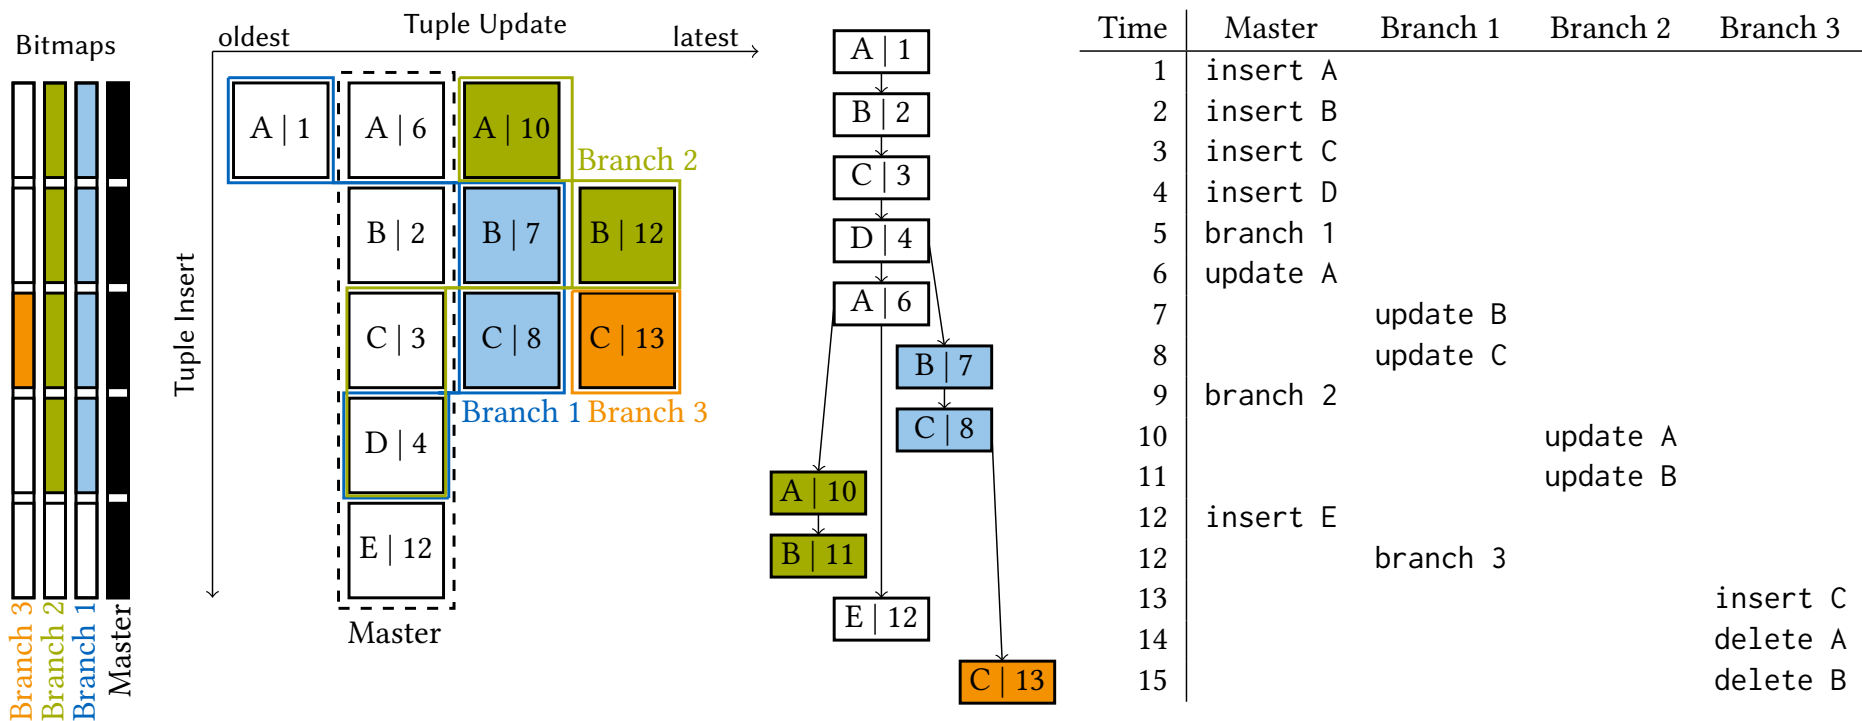 Bitmaps
Branch 3
Branch 2
Branch 1
Master
Tuple Update
oldest
latest
Tuple Insert
A | 1
A | 6
A | 10
Branch 2
B | 2
B | 7
B | 12
C | 3
C | 8
C | 13
Branch 1
Branch 3
D | 4
E | 12
Master
A | 1
B | 2
C | 3
D | 4
A | 6
B | 7
C | 8
A | 10
B | 11
E | 12
C | 13
Time Master Branch 1 Branch 2 Branch 3
1 insert A
2 insert B
3 insert C
4 insert D
5 branch 1
6 update A
7 update B
8 update C
9 branch 2
10 update A
11 update B
12 insert E
12 branch 3
13 insert C
14 delete A
15 delete B